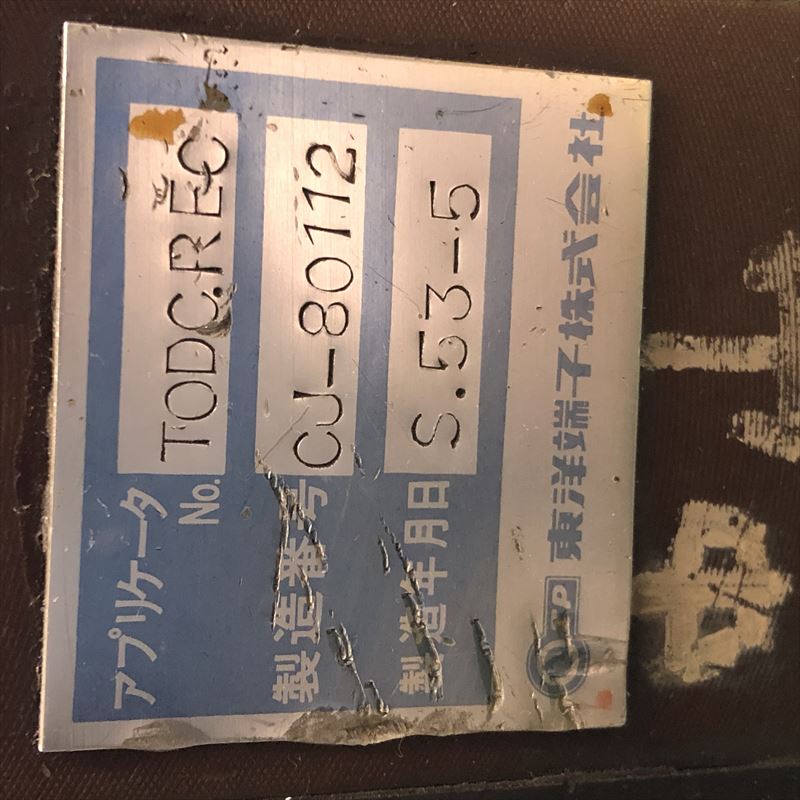 アプリケータ No. TODC.REC
製造番号 CJ-80112
製造年月日 S.53-5
東洋端子株式会社